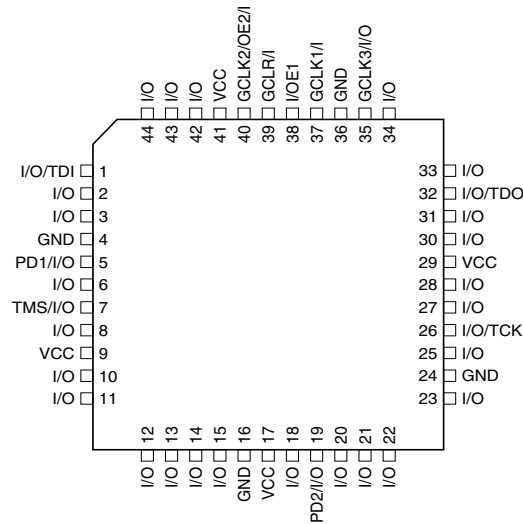 I/O
I/O
I/O
VCC
GCLK2/OE2/I
GCLR/I
I/OE1
GCLK1/I
GND
GCLK3/I/O
I/O
44
43
42
41
40
39
38
37
36
35
34
I/O/TDI 1
I/O 2
I/O 3
GND 4
PD1/I/O 5
I/O 6
TMS/I/O 7
I/O 8
VCC 9
I/O 10
I/O 11
33 I/O
32 I/O/TDO
31 I/O
30 I/O
29 VCC
28 I/O
27 I/O
26 I/O/TCK
25 I/O
24 GND
23 I/O
12
13
14
15
16
17
18
19
20
21
22
I/O
I/O
I/O
I/O
GND
VCC
I/O
PD2/I/O
I/O
I/O
I/O